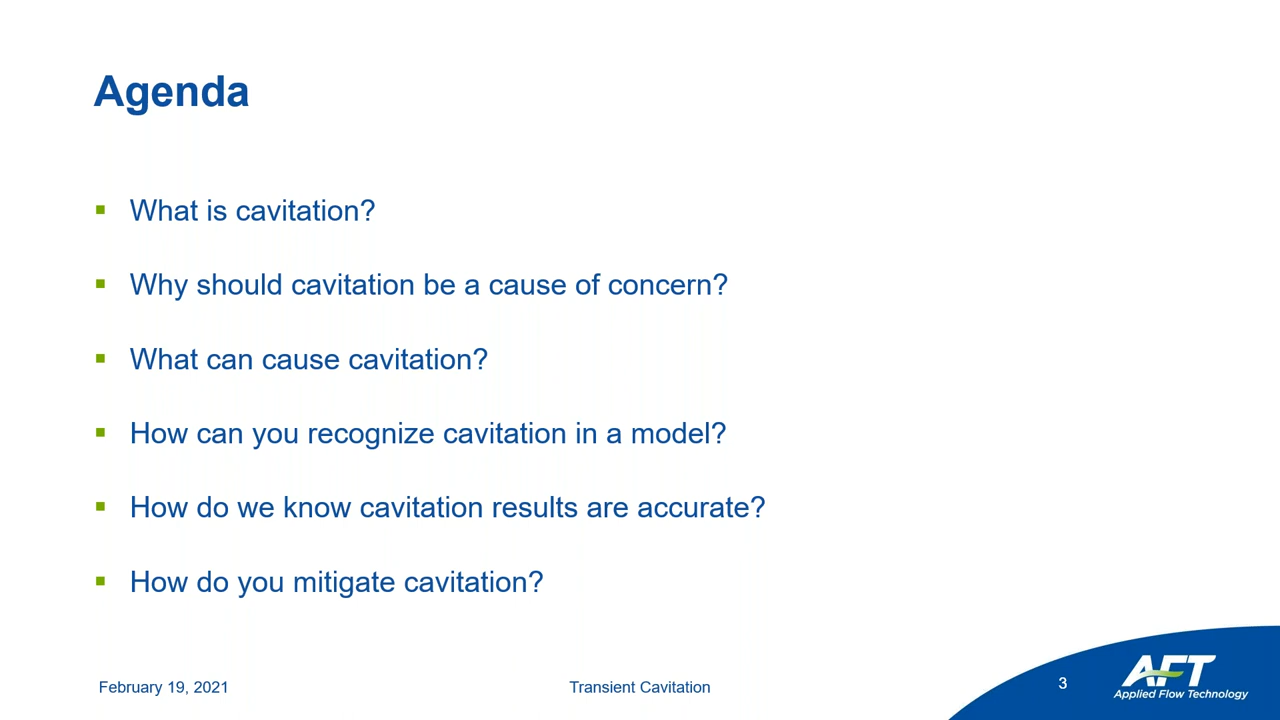 Agenda
▪ What is cavitation?
▪ Why should cavitation be a cause of concern?
▪ What can cause cavitation?
▪ How can you recognize cavitation in a model?
▪ How do we know cavitation results are accurate?
▪ How do you mitigate cavitation?
February 19, 2021
Transient Cavitation
3
AFT
Applied Flow Technology